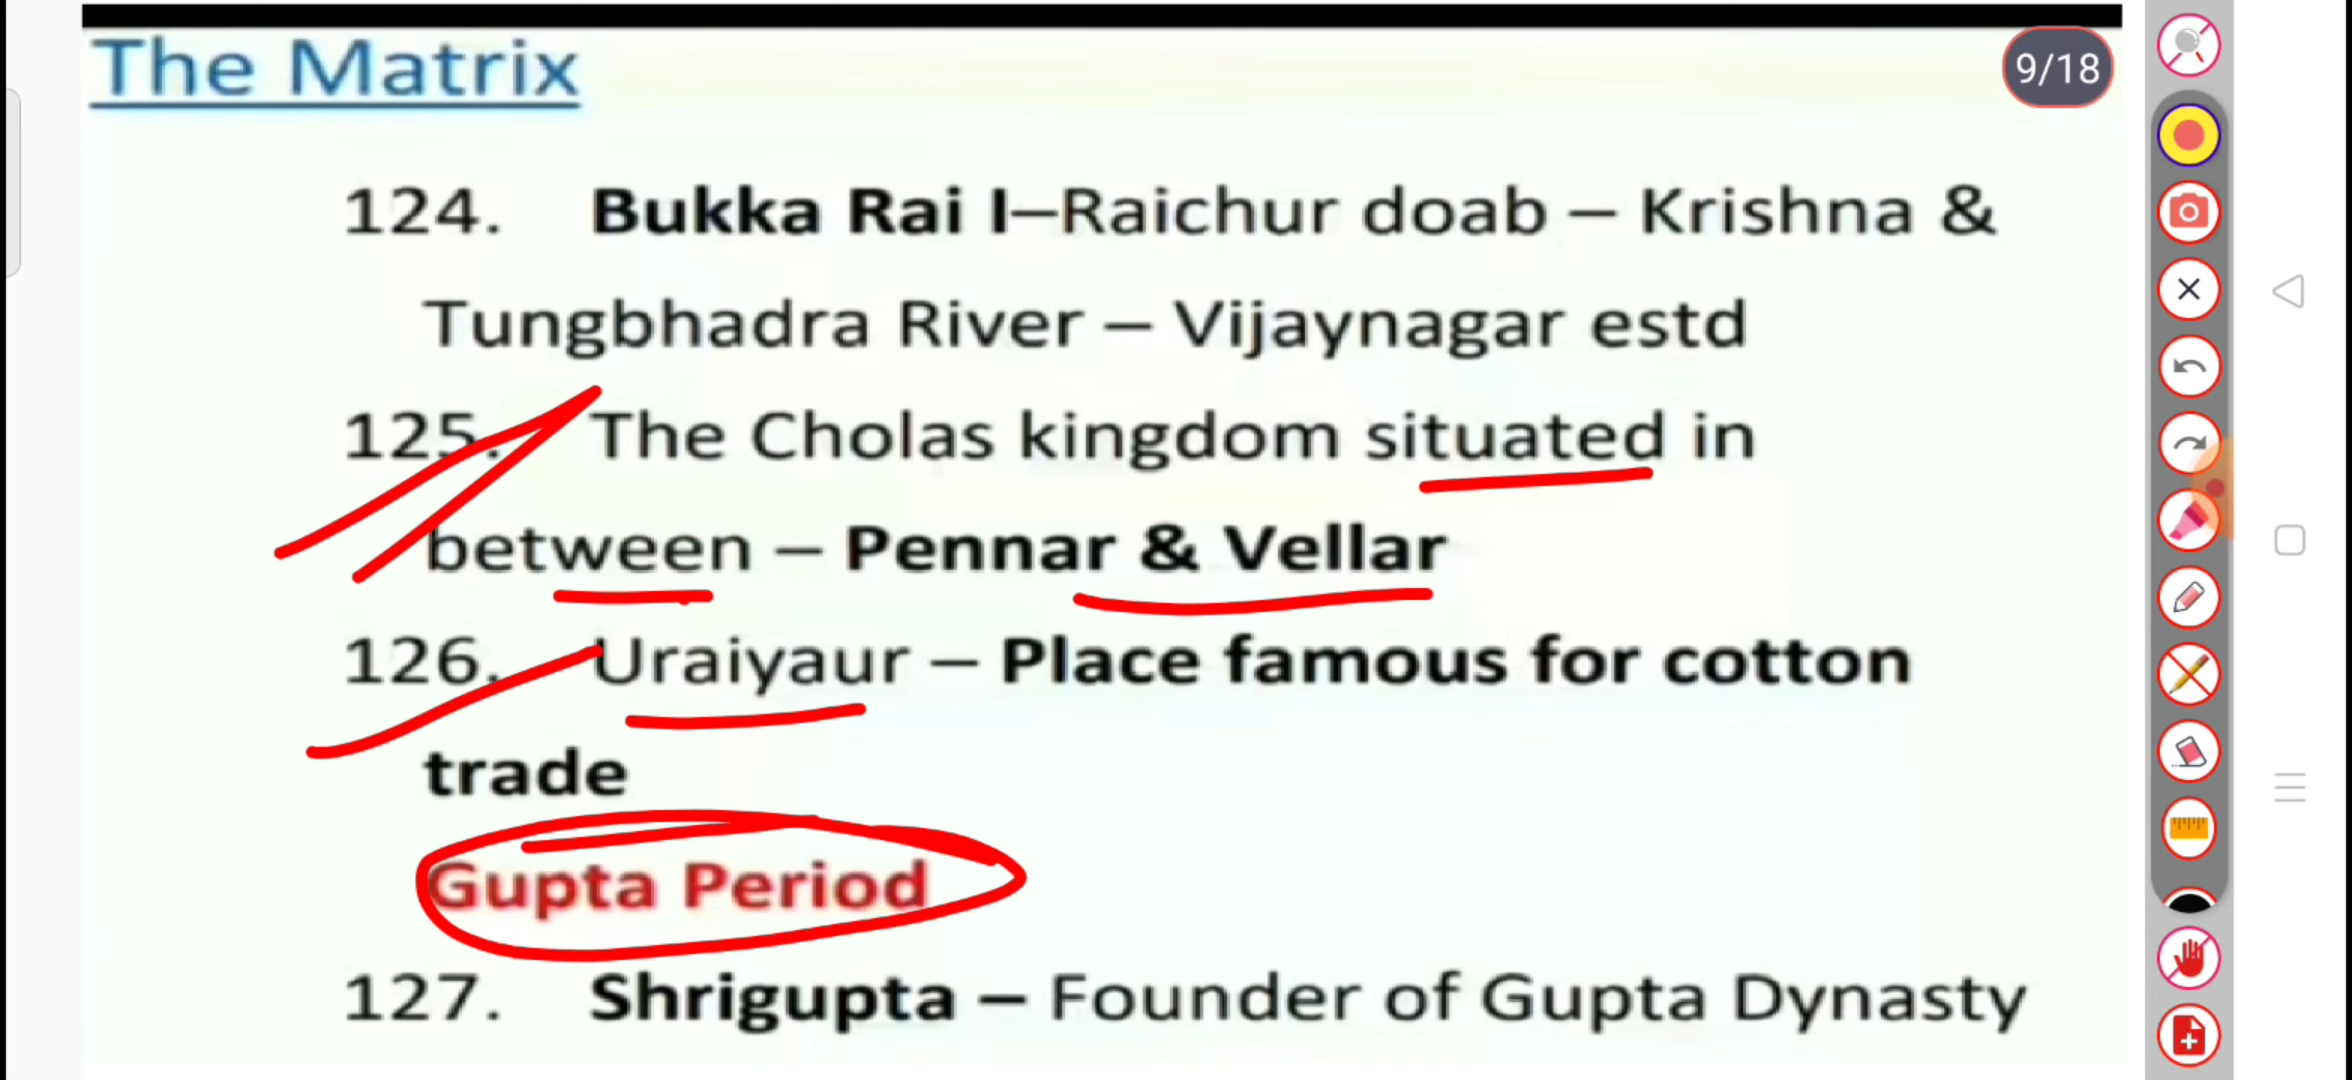 The Matrix
9/18
124. Bukka Rai I–Raichur doab – Krishna &
Tungbhadra River – Vijaynagar estd
125. The Cholas kingdom situated in
between – Pennar & Vellar
126. Uraiyaur – Place famous for cotton
trade
Gupta Period
127. Shrigupta – Founder of Gupta Dynasty